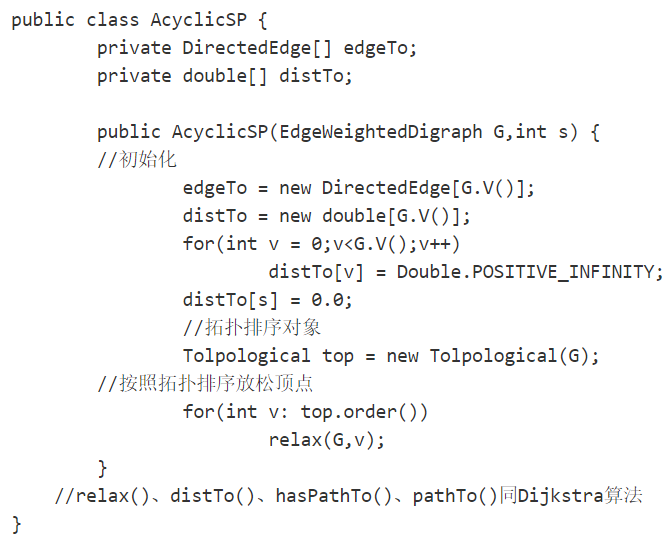 public class AcyclicSP {
private DirectedEdge[] edgeTo;
private double[] distTo;
public AcyclicSP(EdgeWeightedDigraph G,int s) {
//初始化
edgeTo = new DirectedEdge[G.V()];
distTo = new double[G.V()];
for(int v = 0;v<G.V();v++)
distTo[v] = Double.POSITIVE_INFINITY;
distTo[s] = 0.0;
//拓扑排序对象
Tolpological top = new Tolpological(G);
//按照拓扑排序放松顶点
for(int v: top.order())
relax(G,v);
}
//relax()、distTo()、hasPathTo()、pathTo()同Dijkstra算法
}